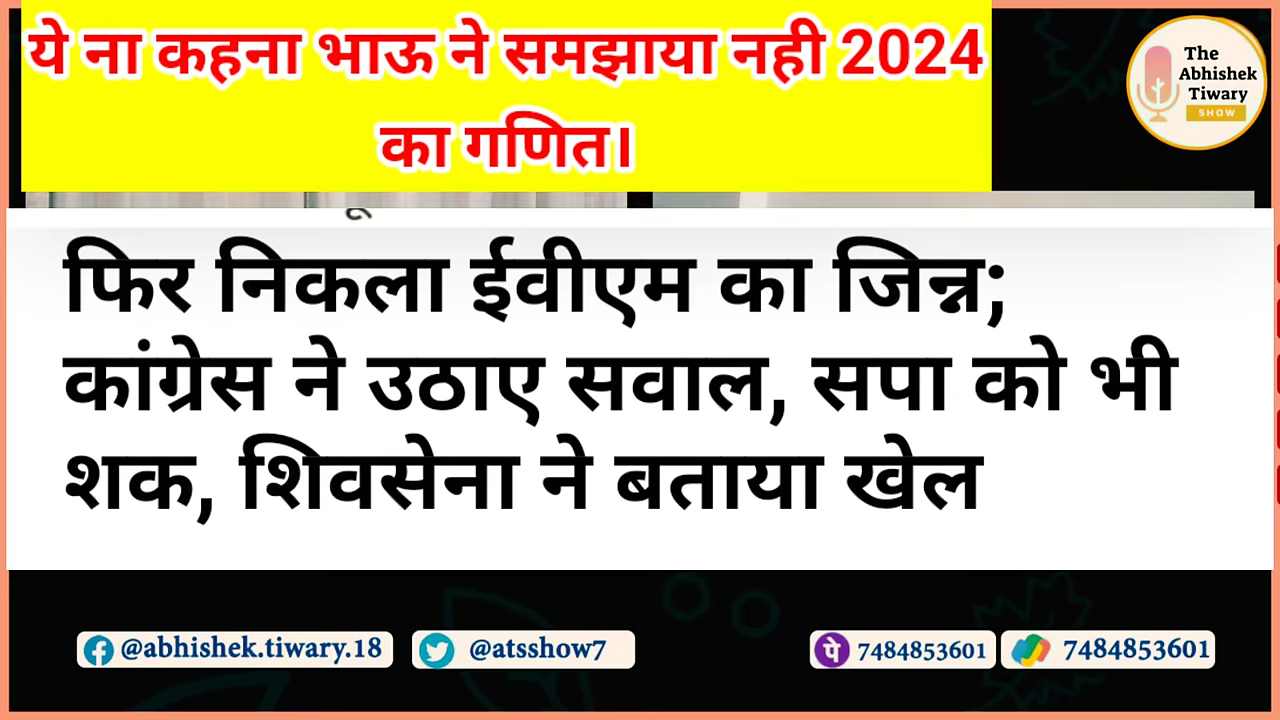 ये ना कहना भाऊ ने समझाया नही 2024
का गणित।
The
Abhishek
Tiwary
SHOW
फिर निकला ईवीएम का जिन्न;
कांग्रेस ने उठाए सवाल, सपा को भी
शक, शिवसेना ने बताया खेल
@abhishek.tiwary.18 @atsshow7 पे 7484853601 7484853601